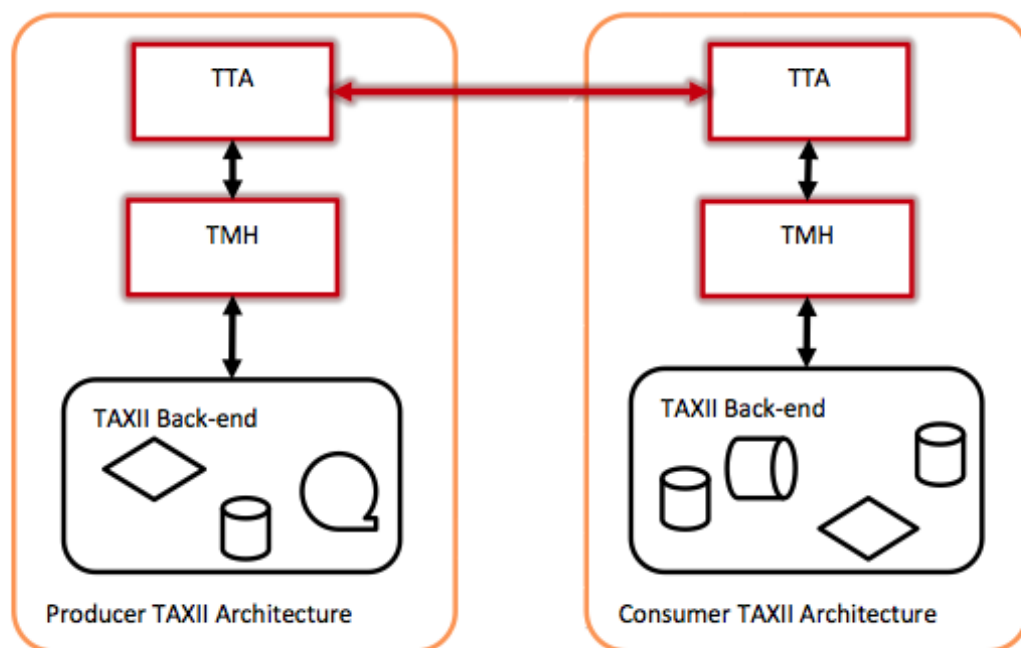 TTA
TTA
TMH
TMH
TAXII Back-end
TAXII Back-end
Producer TAXII Architecture
Consumer TAXII Architecture